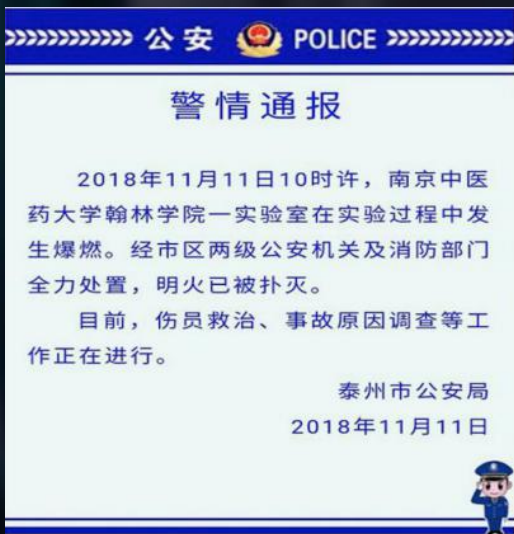 公安 POLICE
警情通报
2018年11月11日10时许，南京中医
药大学翰林学院一实验室在实验过程中发
生爆燃。经市区两级公安机关及消防部门
全力处置，明火已被扑灭。
目前，伤员救治、事故原因调查等工
作正在进行。
泰州市公安局
2018年11月11日